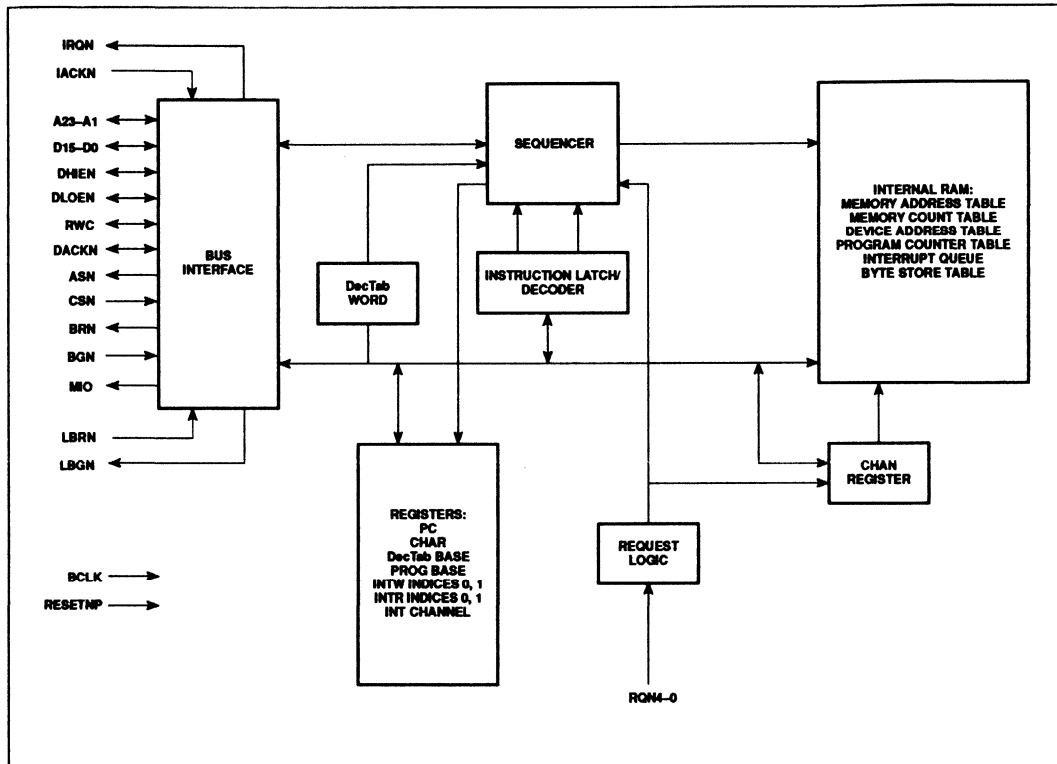 IRQN
IACKN
A23–A1
D15–D0
DHIEN
DLOEN
RWC
DACKN
ASN
CSN
BRN
BGN
MIO
LBRN
LBGN
BCLK
RESETNP
BUS
INTERFACE
DecTab
WORD
SEQUENCER
INSTRUCTION LATCH/
DECODER
REGISTERS:
PC
CHAR
DecTab BASE
PROG BASE
INTW INDICES 0, 1
INTR INDICES 0, 1
INT CHANNEL
REQUEST
LOGIC
RQN4–0
INTERNAL RAM:
MEMORY ADDRESS TABLE
MEMORY COUNT TABLE
DEVICE ADDRESS TABLE
PROGRAM COUNTER TABLE
INTERRUPT QUEUE
BYTE STORE TABLE
CHAN
REGISTER